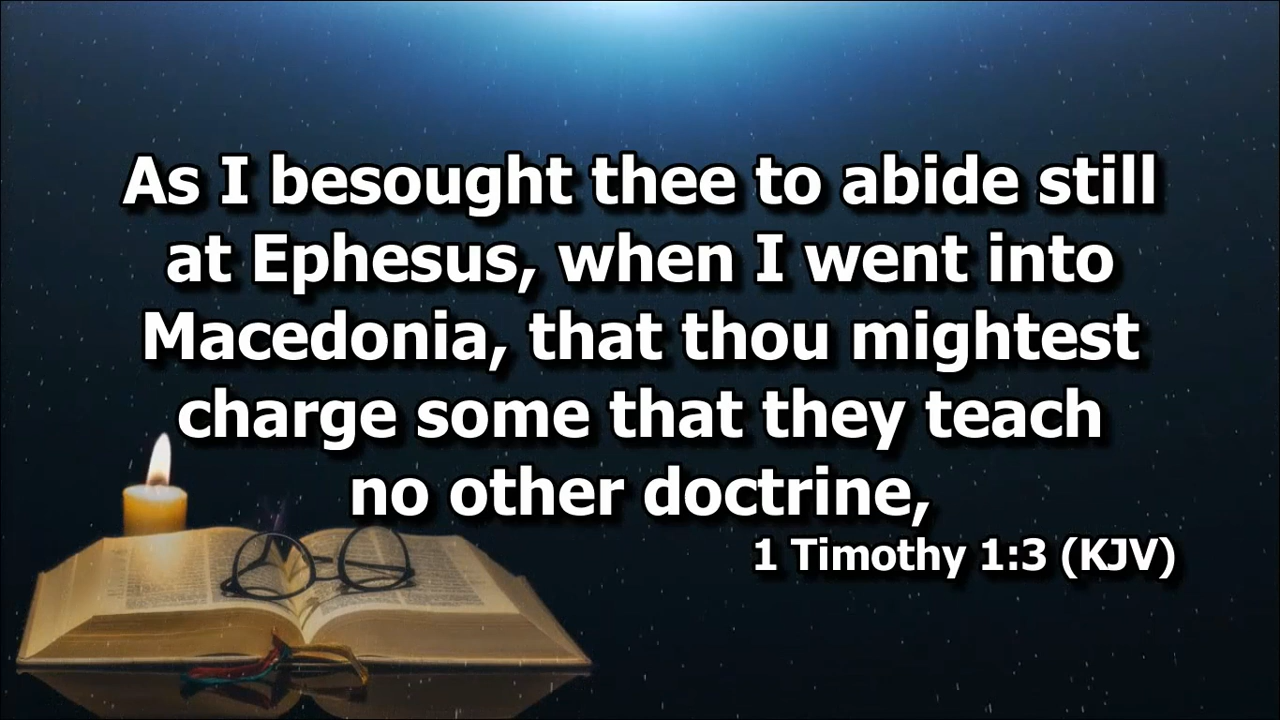 As I besought thee to abide still
at Ephesus, when I went into
Macedonia, that thou mightest
charge some that they teach
no other doctrine,
1 Timothy 1:3 (KJV)